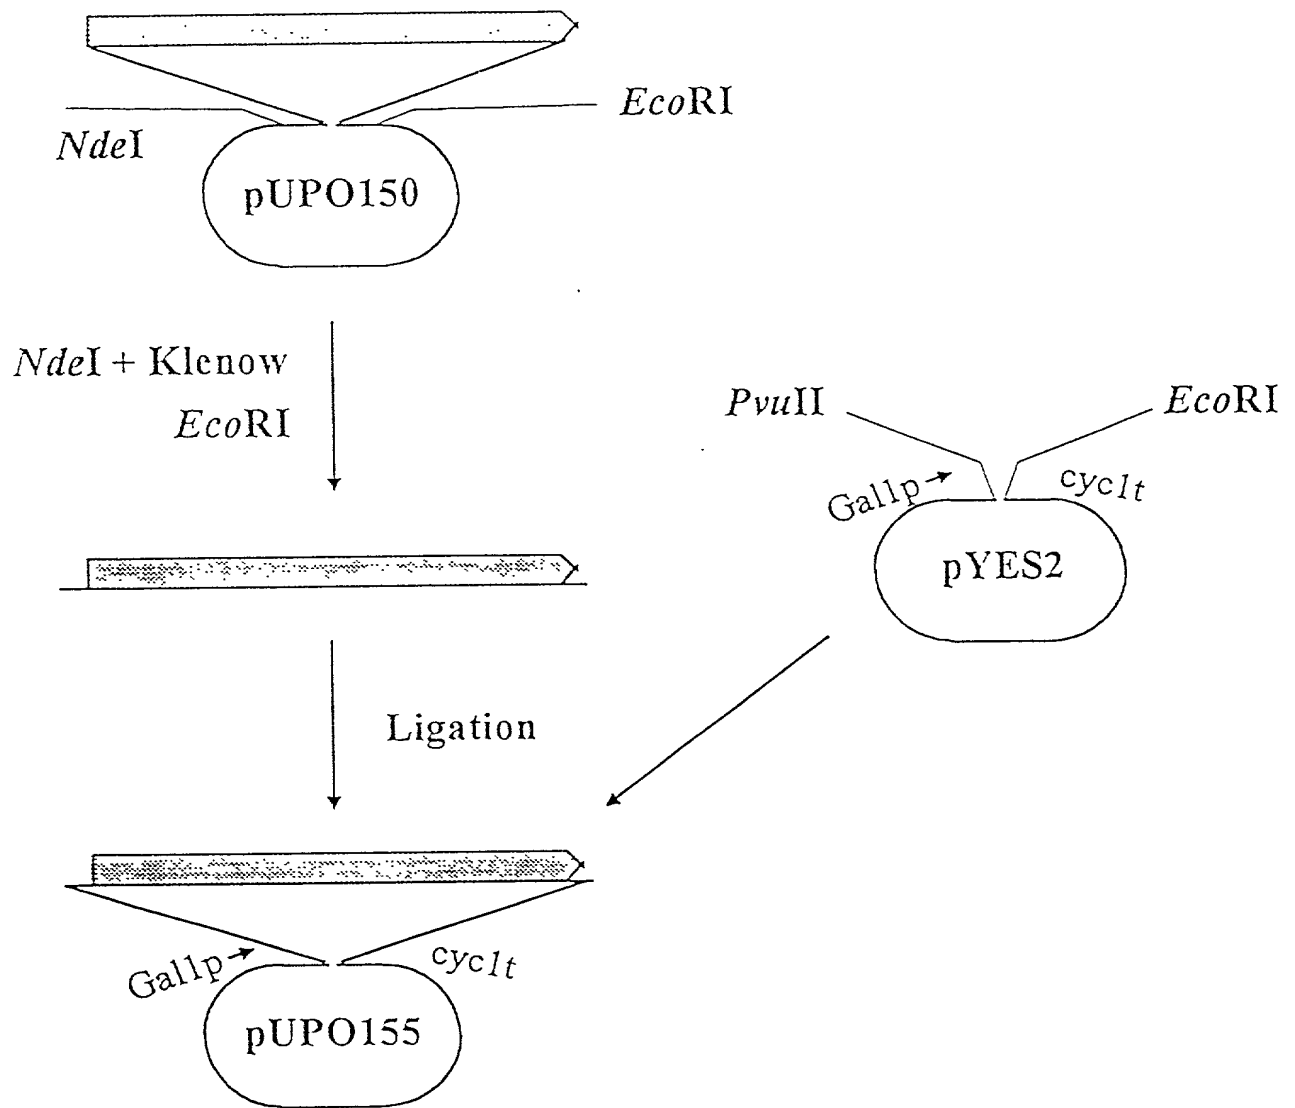 EcoRI
NdeI
pUPO150
NdeI + Klenow
EcoRI
PvuII
EcoRI
Gal1p
cyc1t
pYES2
Ligation
Gal1p
cyc1t
pUPO155